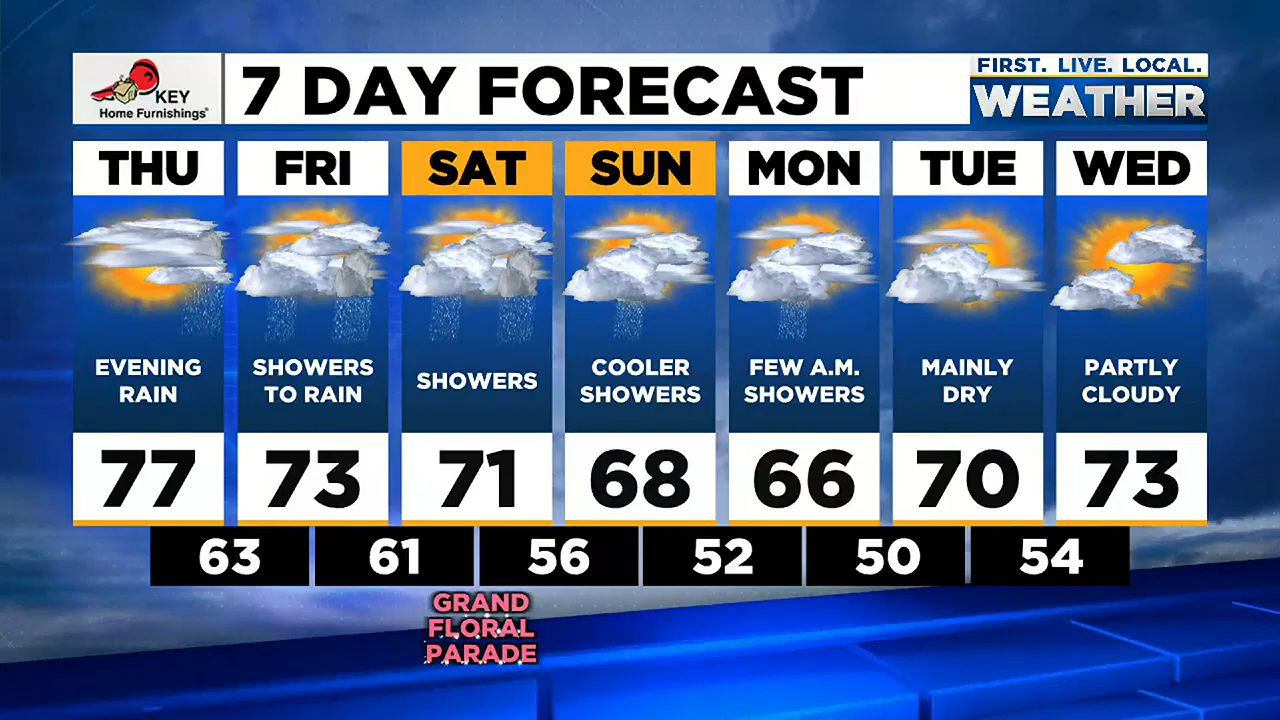 KEY
Home Furnishings®
7 DAY FORECAST
FIRST. LIVE. LOCAL.
WEATHER
THU FRI SAT SUN MON TUE WED
EVENING RAIN
SHOWERS TO RAIN
SHOWERS
COOLER SHOWERS
FEW A.M. SHOWERS
MAINLY DRY
PARTLY CLOUDY
77 73 71 68 66 70 73
63 61 56 52 50 54
GRAND
FLORAL
PARADE